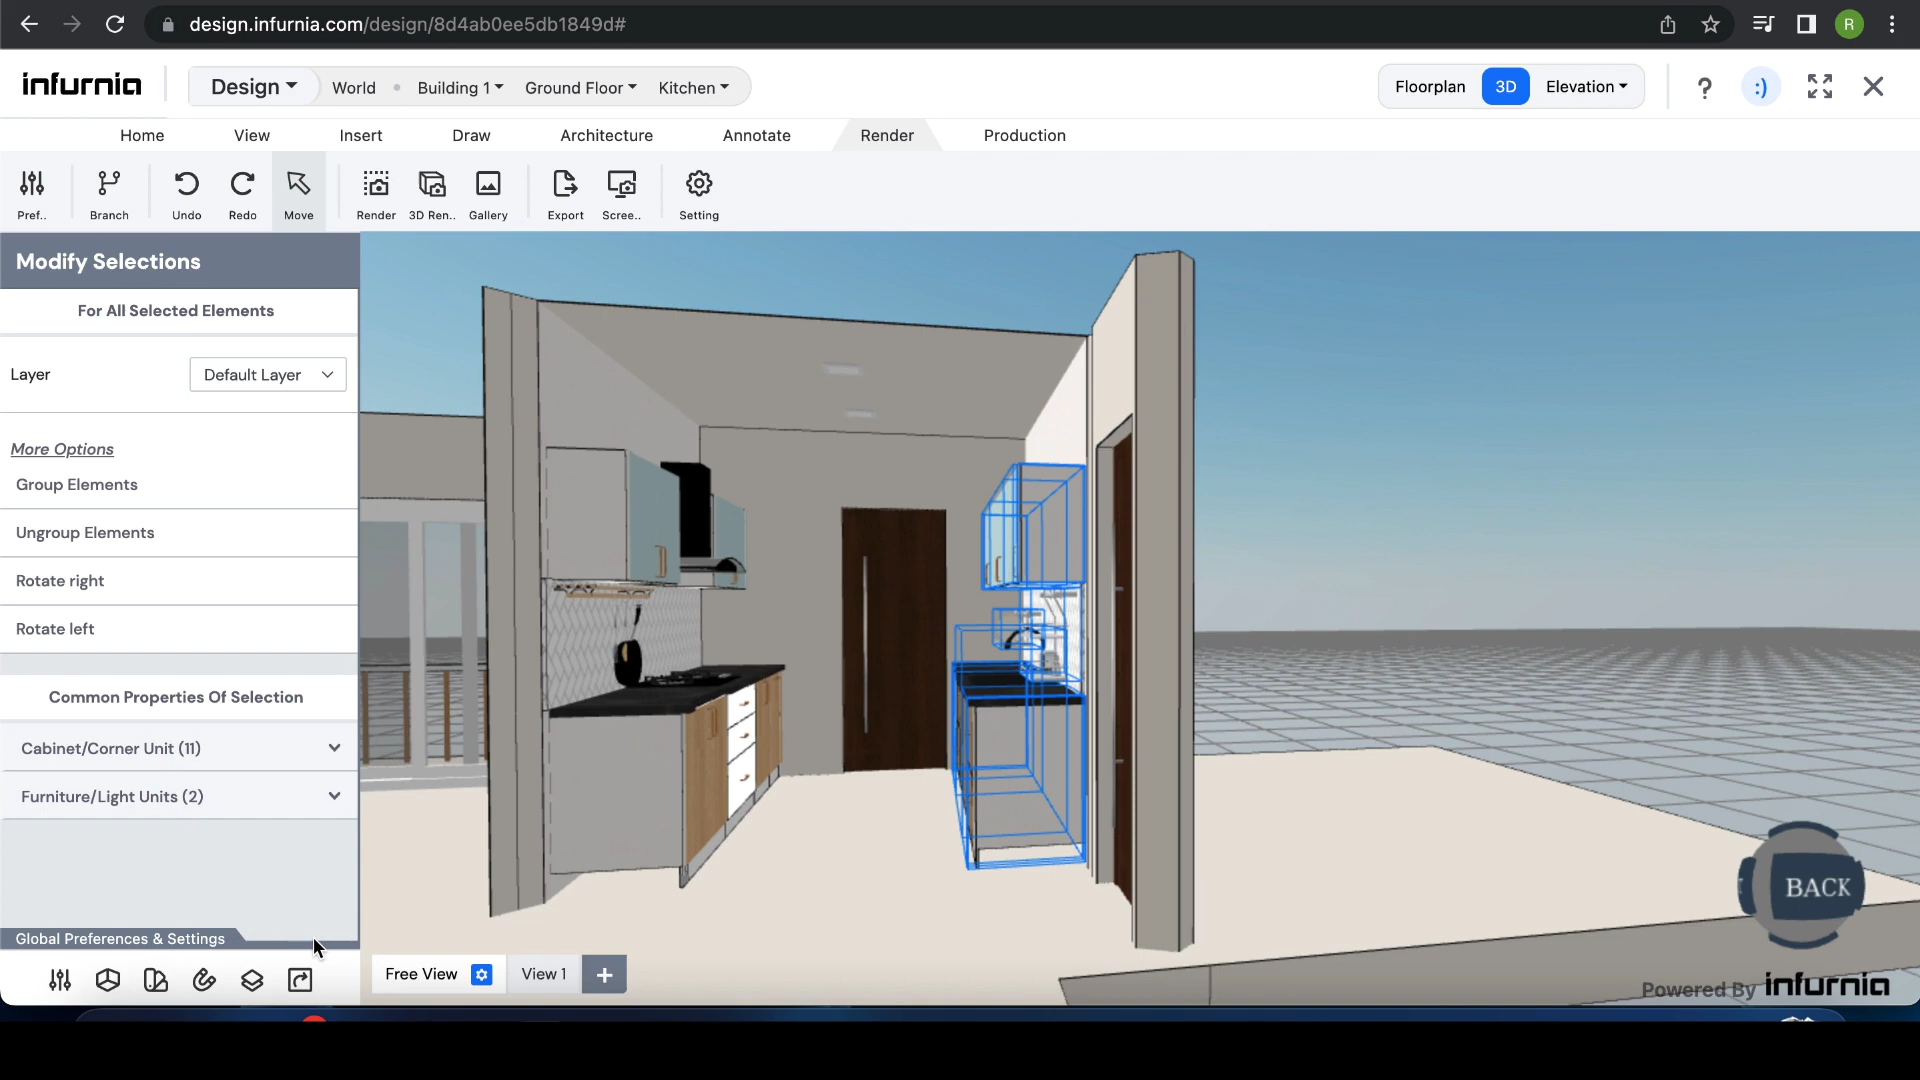 design.infurnia.com/design/8d4ab0ee5db1849d#
R
infurnia
Design
World
Building 1
Ground Floor
Kitchen
Floorplan
3D
Elevation
?
:)
Home
View
Insert
Draw
Architecture
Annotate
Render
Production
Pref..
Branch
Undo
Redo
Move
Render
3D Ren..
Gallery
Export
Scree..
Setting
Modify Selections
For All Selected Elements
Layer
Default Layer
More Options
Group Elements
Ungroup Elements
Rotate right
Rotate left
Common Properties Of Selection
Cabinet/Corner Unit (11)
Furniture/Light Units (2)
Global Preferences & Settings
Free View
View 1
+
BACK
Powered By infurnia